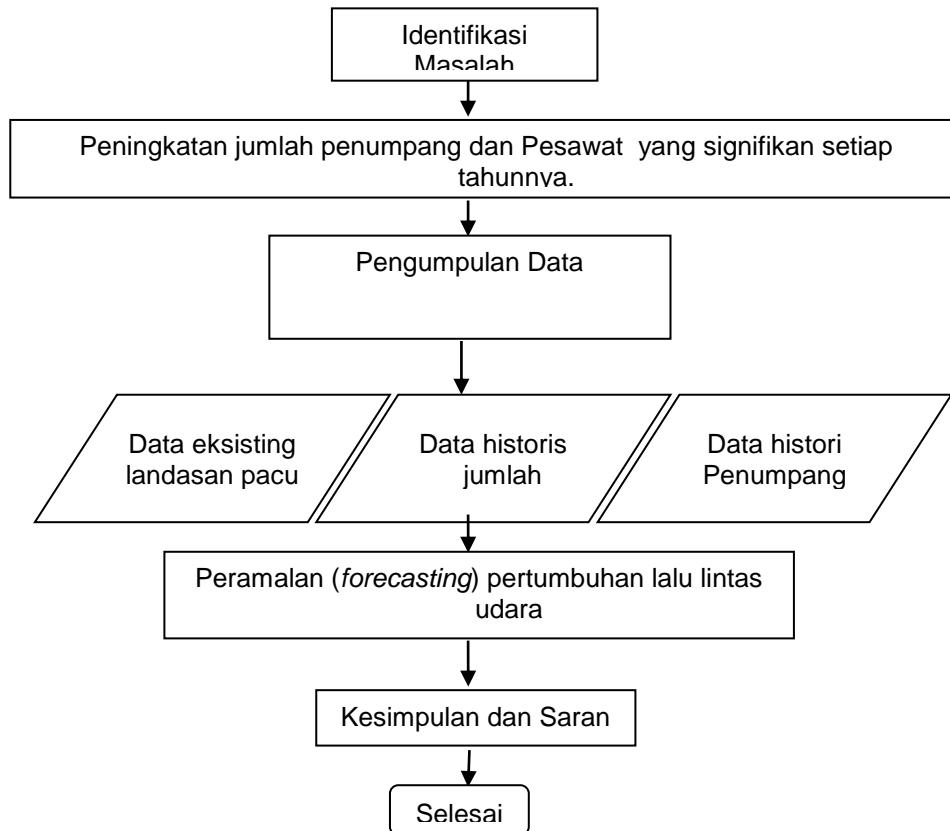 Identifikasi
Masalah
Peningkatan jumlah penumpang dan Pesawat yang signifikan setiap
tahunnya.
Pengumpulan Data
Data eksisting
landasan pacu
Data historis
jumlah
Data histori
Penumpang
Peramalan (forecasting) pertumbuhan lalu lintas
udara
Kesimpulan dan Saran
Selesai